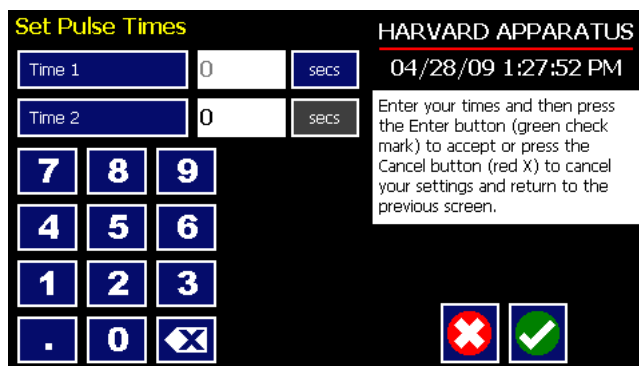 Set Pulse Times
HARVARD APPARATUS
04/28/09 1:27:52 PM
Time 1 0 secs
Time 2 0 secs
Enter your times and then press
the Enter button (green check
mark) to accept or press the
Cancel button (red X) to cancel
your settings and return to the
previous screen.
7 8 9
4 5 6
1 2 3
. 0